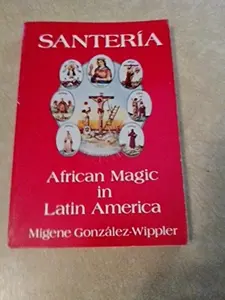 SANTERÍA
African Magic
in
Latin America
Migene González-Wippler